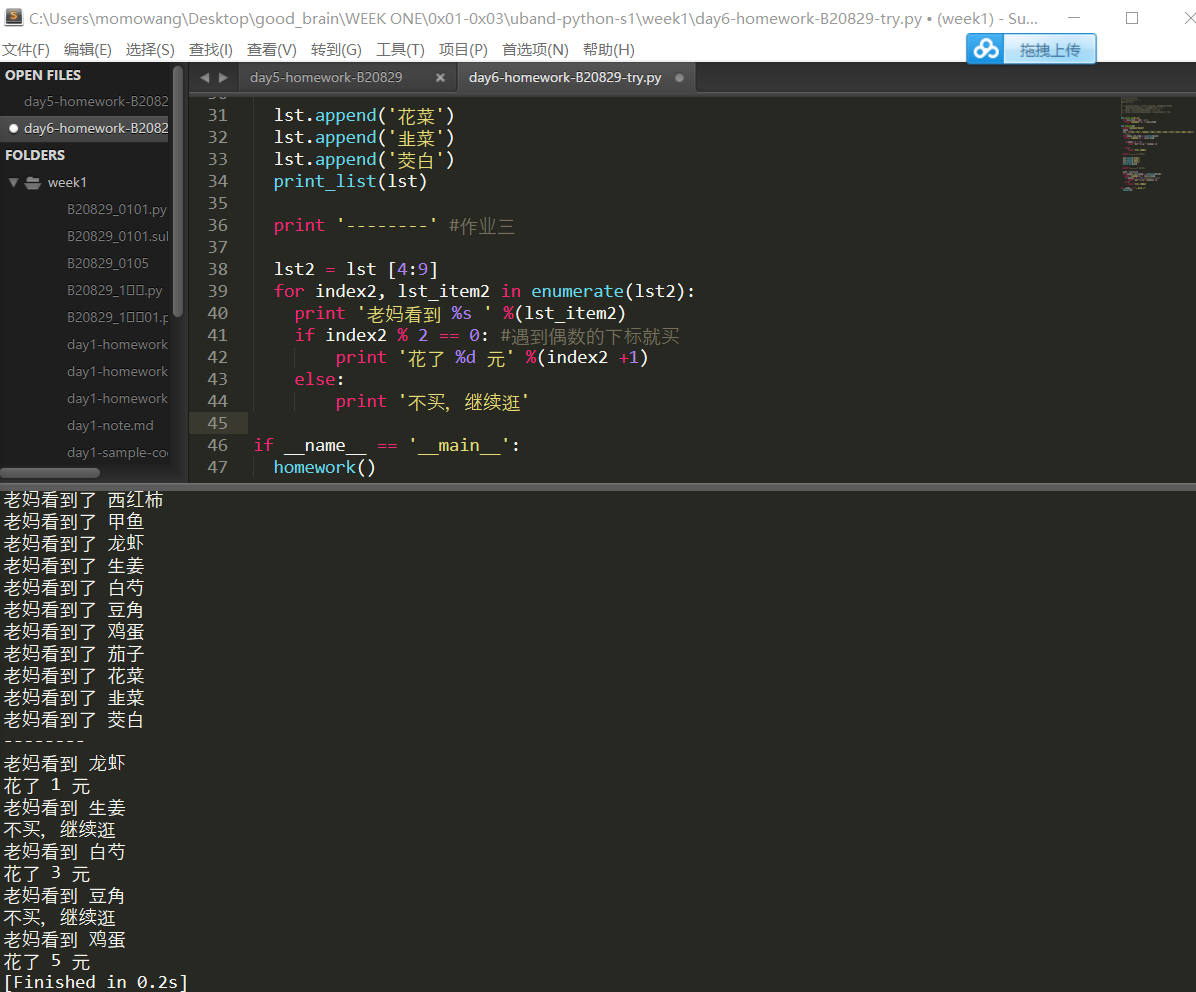 C:\Users\momowang\Desktop\good_brain\WEEK ONE\0x01-0x03\uband-python-s1\week1\day6-homework-B20829-try.py • (week1) - Su...
文件(F) 编辑(E) 选择(S) 查找(I) 查看(V) 转到(G) 工具(T) 项目(P) 首选项(N) 帮助(H)
拖拽上传
OPEN FILES
day5-homework-B2082
day6-homework-B2082
FOLDERS
week1
B20829_0101.py
B20829_0101.sul
B20829_0105
B20829_1□□.py
B20829_1□□01.p
day1-homework
day1-homework
day1-homework
day1-note.md
day1-sample-co
day5-homework-B20829 ×
day6-homework-B20829-try.py
31 lst.append('花菜')
32 lst.append('韭菜')
33 lst.append('茭白')
34 print_list(lst)
35
36 print '--------' #作业三
37
38 lst2 = lst [4:9]
39 for index2, lst_item2 in enumerate(lst2):
40 print '老妈看到 %s ' %(lst_item2)
41 if index2 % 2 == 0: #遇到偶数的下标就买
42 print '花了 %d 元' %(index2 +1)
43 else:
44 print '不买，继续逛'
45
46 if __name__ == '__main__':
47 homework()
老妈看到了 西红柿
老妈看到了 甲鱼
老妈看到了 龙虾
老妈看到了 生姜
老妈看到了 白芍
老妈看到了 豆角
老妈看到了 鸡蛋
老妈看到了 茄子
老妈看到了 花菜
老妈看到了 韭菜
老妈看到了 茭白
--------
老妈看到 龙虾
花了 1 元
老妈看到 生姜
不买，继续逛
老妈看到 白芍
花了 3 元
老妈看到 豆角
不买，继续逛
老妈看到 鸡蛋
花了 5 元
[Finished in 0.2s]